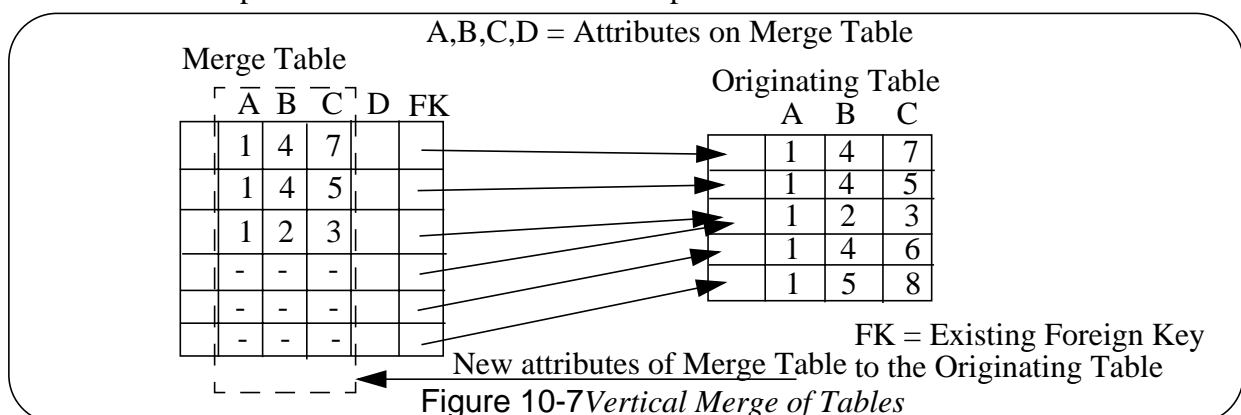 A,B,C,D = Attributes on Merge Table
Merge Table
Originating Table
A B C D FK
A B C
1 4 7
1 4 5
1 2 3
- - -
- - -
- - -
1 4 7
1 4 5
1 2 3
1 4 6
1 5 8
FK = Existing Foreign Key
New attributes of Merge Table to the Originating Table
Figure 10-7Vertical Merge of Tables